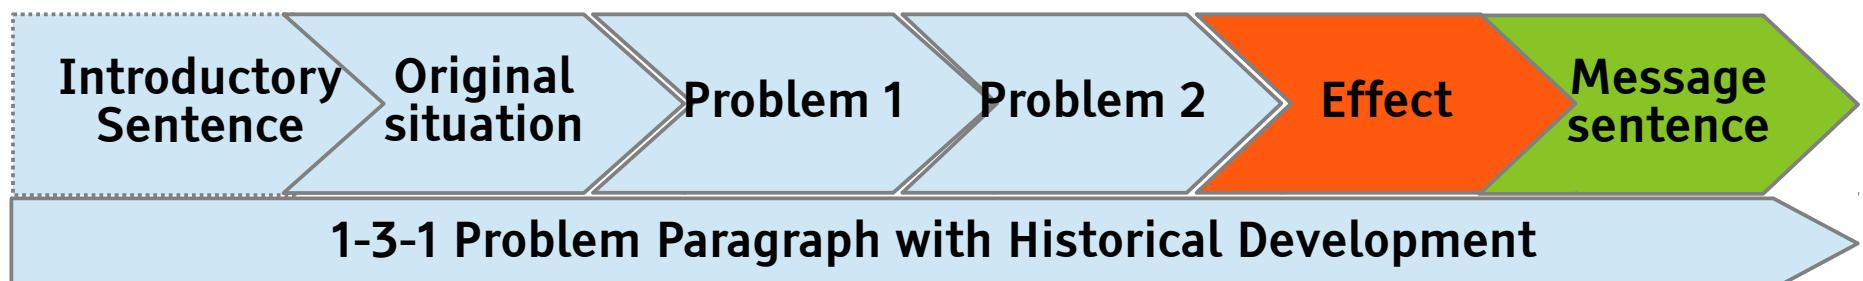 Introductory
Sentence
Original
situation
Problem 1
Problem 2
Effect
Message
sentence
1-3-1 Problem Paragraph with Historical Development